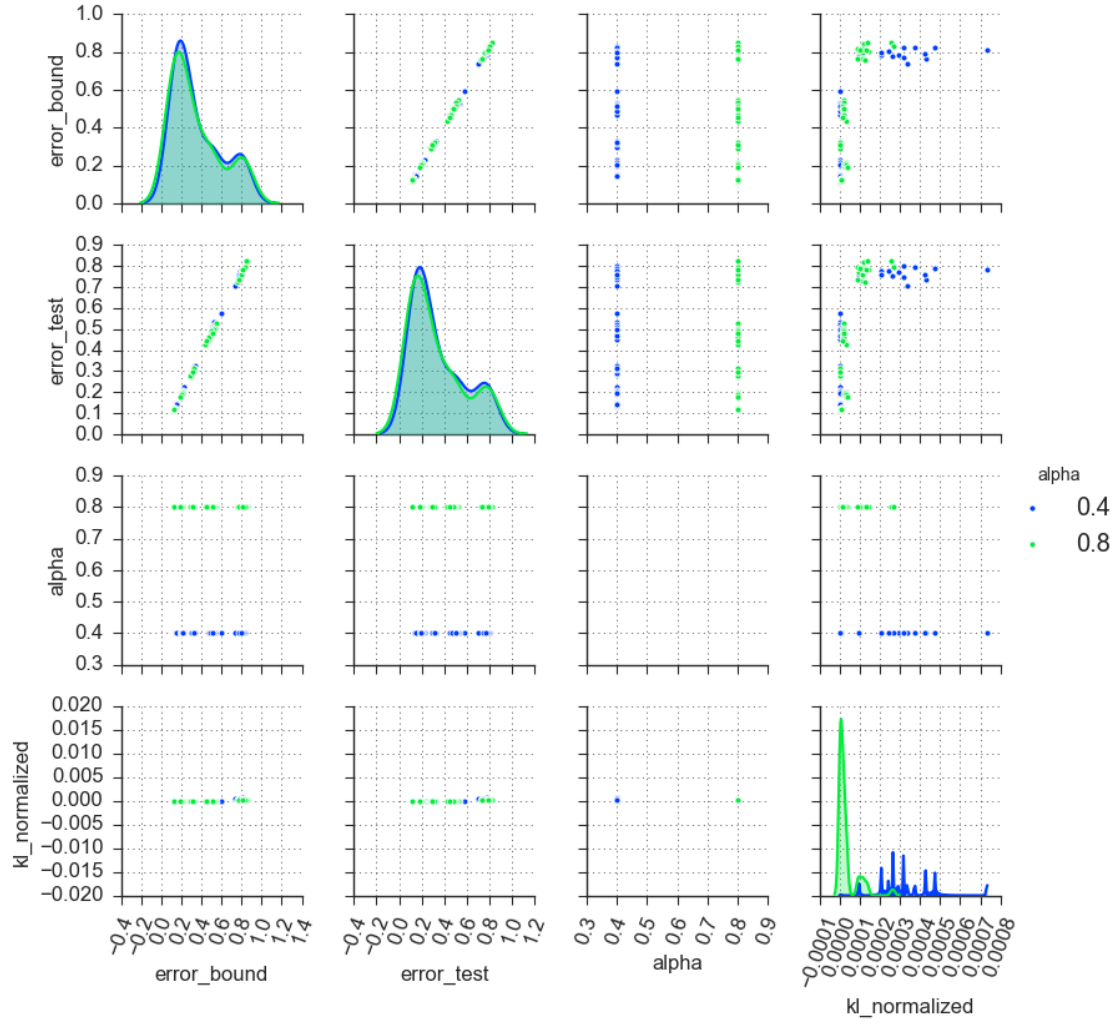 1.0
0.8
0.6
0.4
0.2
0.0
error_bound
0.9
0.8
0.7
0.6
0.5
0.4
0.3
0.2
0.1
0.0
error_test
0.9
0.8
0.7
0.6
0.5
0.4
0.3
alpha
alpha
0.4
0.8
0.020
0.015
0.010
0.005
0.000
−0.005
−0.010
−0.015
−0.020
kl_normalized
−0.4 −0.2 0.0 0.2 0.4 0.6 0.8 1.0 1.2 1.4
error_bound
−0.4 −0.2 0.0 0.2 0.4 0.6 0.8 1.0 1.2
error_test
0.3 0.4 0.5 0.6 0.7 0.8 0.9
alpha
−0.0001 0.0000 0.0001 0.0002 0.0003 0.0004 0.0005 0.0006 0.0007 0.0008
kl_normalized